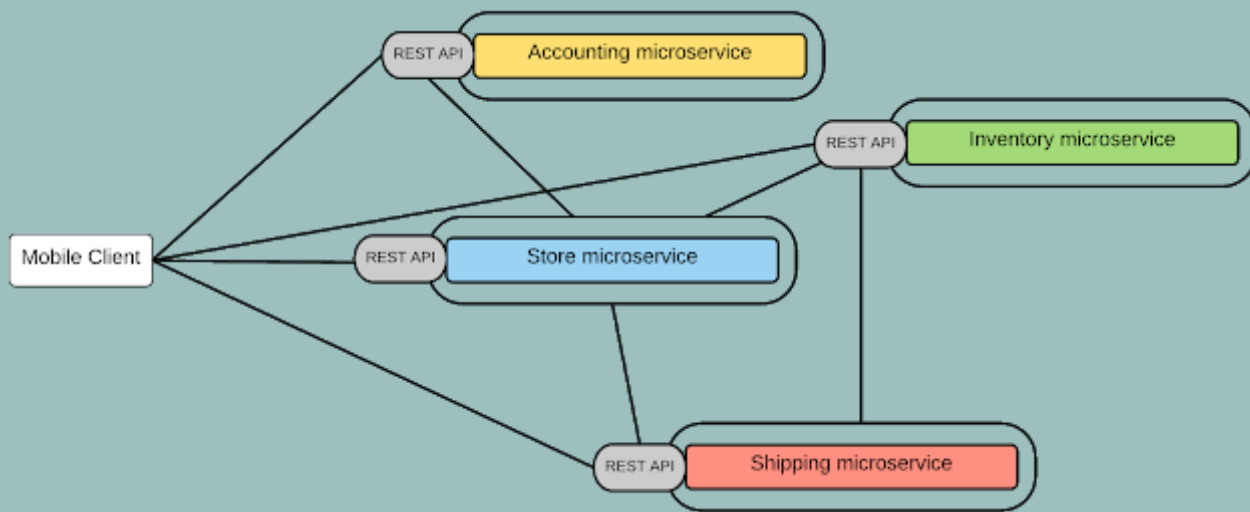 REST API
Accounting microservice
REST API
Inventory microservice
Mobile Client
REST API
Store microservice
REST API
Shipping microservice